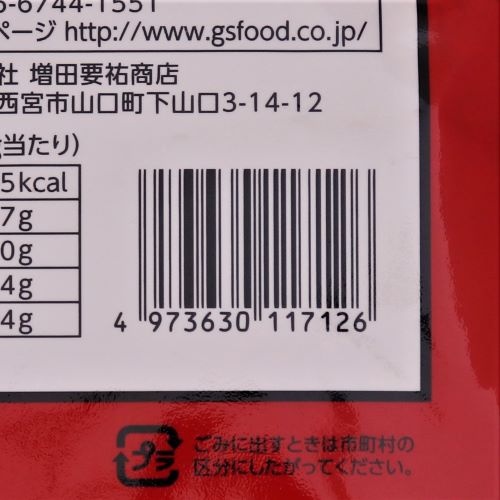 6-6744-1551
ページ http://www.gsfood.co.jp/
社 増田要祐商店
西宮市山口町下山口3-14-12
当たり)
5kcal
7g
0g
4g
4g
4 973630 117126
プラ
ごみに出すときは市町村の
区分にしたがってください。